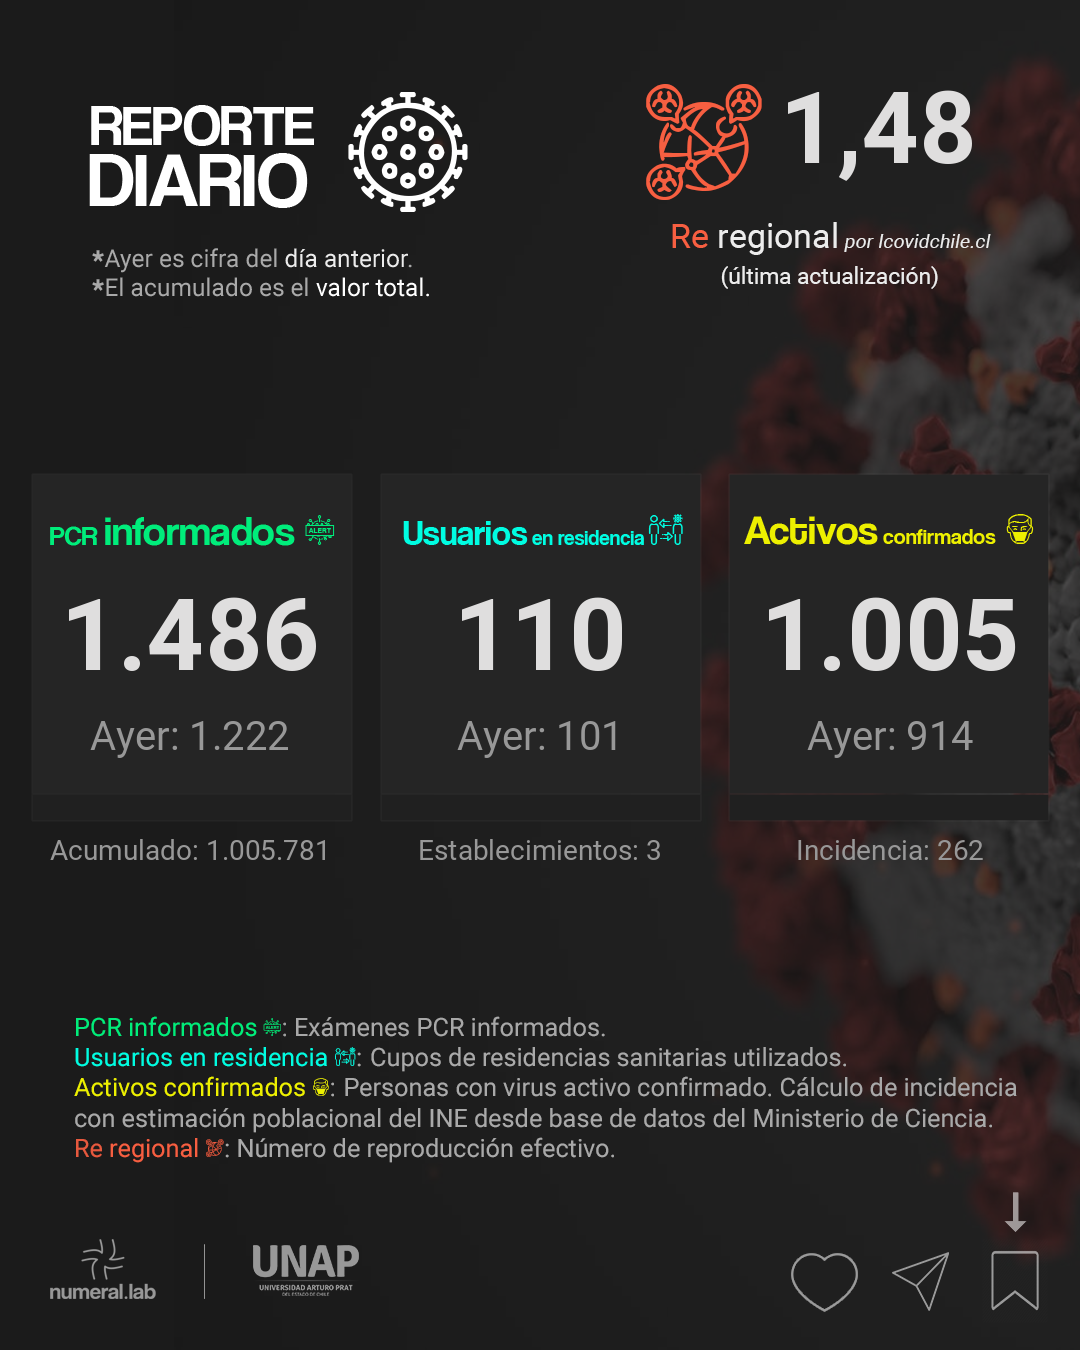 REPORTE
DIARIO
*Ayer es cifra del día anterior.
*El acumulado es el valor total.
1,48
Re regional por Icovidchile.cl
(última actualización)
PCR informados ALERT
1.486
Ayer: 1.222
Acumulado: 1.005.781
Usuarios en residencia
110
Ayer: 101
Establecimientos: 3
Activos confirmados
1.005
Ayer: 914
Incidencia: 262
PCR informados ALERT: Exámenes PCR informados.
Usuarios en residencia : Cupos de residencias sanitarias utilizados.
Activos confirmados : Personas con virus activo confirmado. Cálculo de incidencia
con estimación poblacional del INE desde base de datos del Ministerio de Ciencia.
Re regional : Número de reproducción efectivo.
numeral.lab
UNAP
UNIVERSIDAD ARTURO PRAT
DEL ESTADO DE CHILE